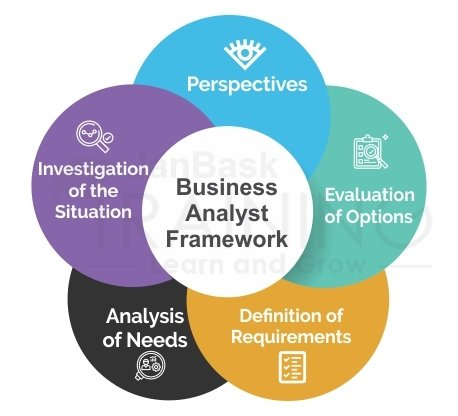 Perspectives
Investigation
of the
Situation
Business
Analyst
Framework
Evaluation
of Options
Analysis
of Needs
Definition of
Requirements
JanBask
TRAINING
Learn and Grow